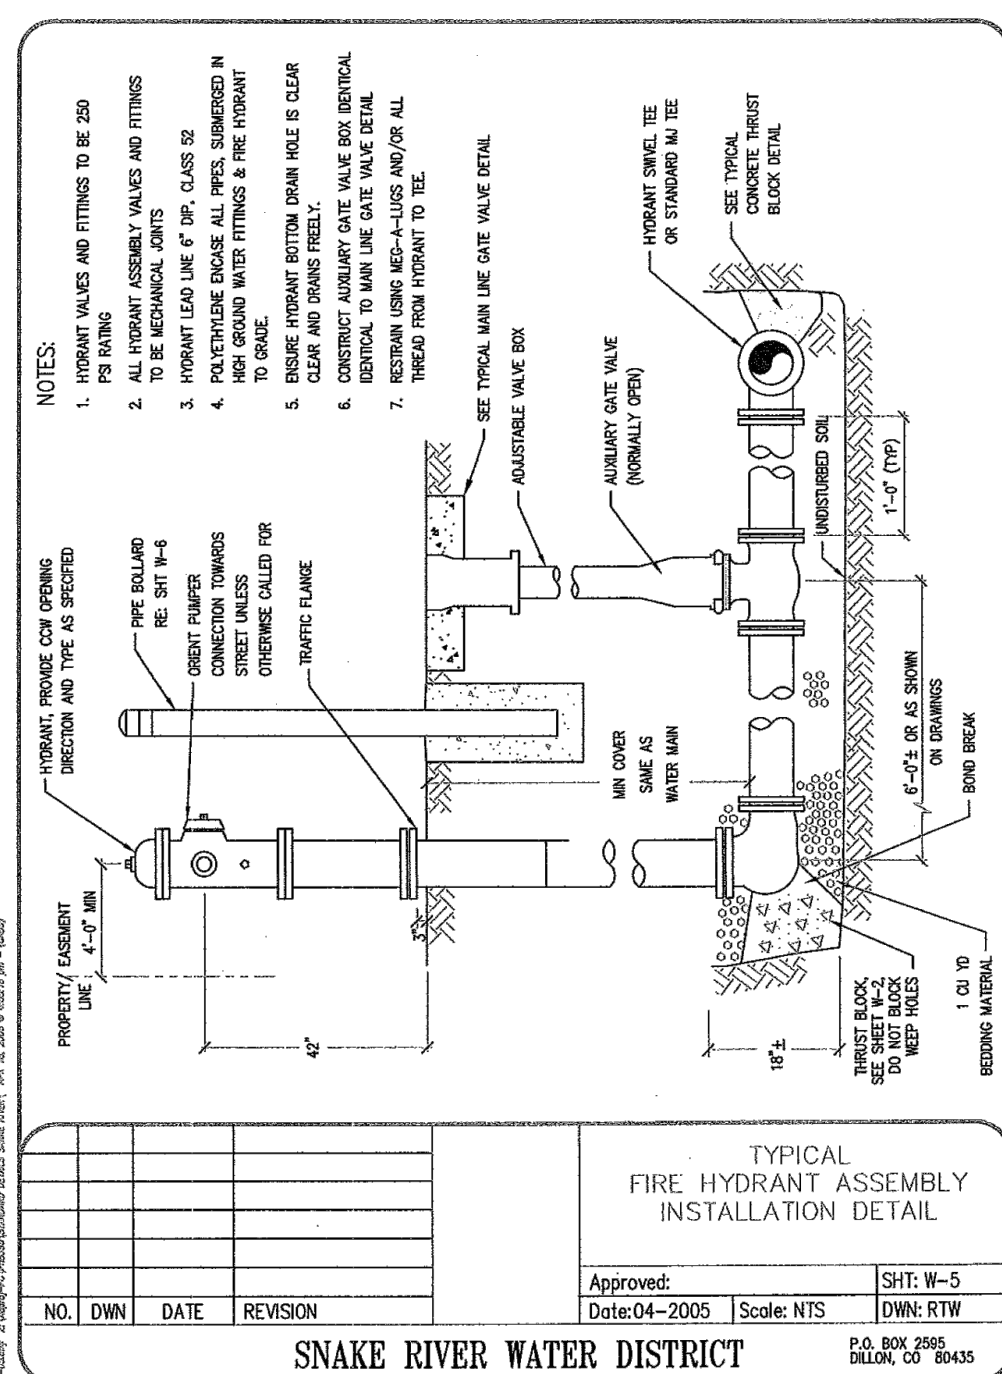 NOTES:
1. HYDRANT VALVES AND FITTINGS TO BE 250
PSI RATING
2. ALL HYDRANT ASSEMBLY VALVES AND FITTINGS
TO BE MECHANICAL JOINTS
3. HYDRANT LEAD LINE 6" DIP, CLASS 52
4. POLYETHYLENE ENCASE ALL PIPES, SUBMERGED IN
HIGH GROUND WATER FITTINGS & FIRE HYDRANT
TO GRADE.
5. ENSURE HYDRANT BOTTOM DRAIN HOLE IS CLEAR
CLEAR AND DRAINS FREELY.
6. CONSTRUCT AUXILIARY GATE VALVE BOX IDENTICAL
IDENTICAL TO MAIN LINE GATE VALVE DETAIL
7. RESTRAIN USING MEG-A-LUGS AND/OR ALL
THREAD FROM HYDRANT TO TEE.
HYDRANT, PROVIDE CCW OPENING
DIRECTION AND TYPE AS SPECIFIED
PIPE BOLLARD
RE: SHT W-6
ORIENT PUMPER
CONNECTION TOWARDS
STREET UNLESS
OTHERWISE CALLED FOR
TRAFFIC FLANGE
SEE TYPICAL MAIN LINE GATE VALVE DETAIL
ADJUSTABLE VALVE BOX
AUXILIARY GATE VALVE
(NORMALLY OPEN)
HYDRANT SWIVEL TEE
OR STANDARD MJ TEE
SEE TYPICAL
CONCRETE THRUST
BLOCK DETAIL
PROPERTY/ EASEMENT
LINE
4'-0" MIN
42"
3"
MIN COVER
SAME AS
WATER MAIN
UNDISTURBED SOIL
1'-0" (TYP)
6'-0"± OR AS SHOWN
ON DRAWINGS
BOND BREAK
18"±
THRUST BLOCK,
SEE SHEET W-2,
DO NOT BLOCK
WEEP HOLES
1 CU YD
BEDDING MATERIAL
TYPICAL
FIRE HYDRANT ASSEMBLY
INSTALLATION DETAIL
Approved:
SHT: W-5
NO. DWN DATE REVISION
Date:04-2005 Scale: NTS DWN: RTW
SNAKE RIVER WATER DISTRICT
P.O. BOX 2595
DILLON, CO 80435